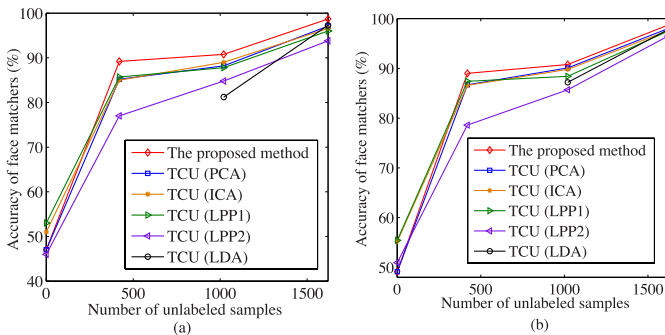 Accuracy of face matchers (%)
100
90
80
70
60
50
40
The proposed method
TCU (PCA)
TCU (ICA)
TCU (LPP1)
TCU (LPP2)
TCU (LDA)
0
500
1000
1500
Number of unlabeled samples
(a)
Accuracy of face matchers (%)
100
90
80
70
60
50
The proposed method
TCU (PCA)
TCU (ICA)
TCU (LPP1)
TCU (LPP2)
TCU (LDA)
0
500
1000
1500
Number of unlabeled samples
(b)